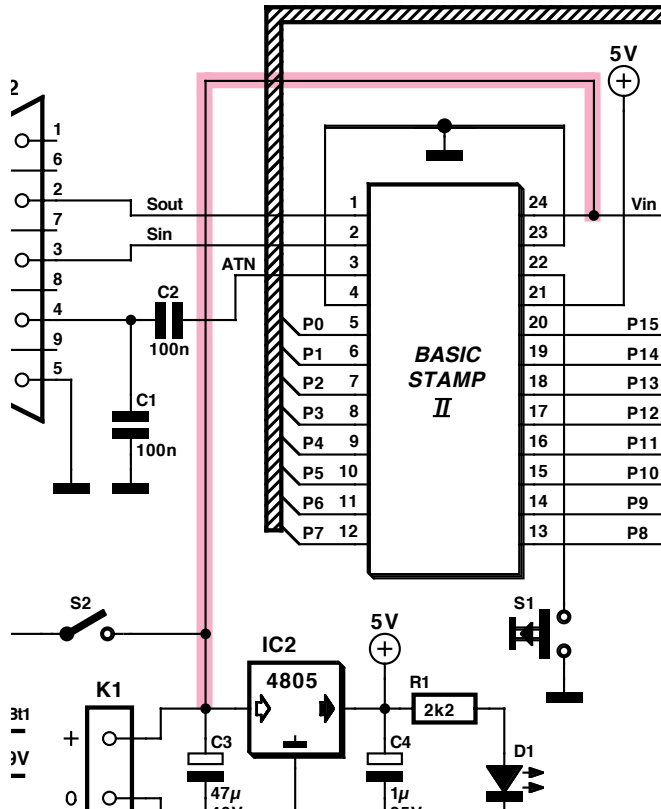 5V
2
1
6
2
7
3
8
4
9
5
Sout
Sin
ATN
C2
100n
C1
100n
1
2
3
4
P0 5
P1 6
P2 7
P3 8
P4 9
P5 10
P6 11
P7 12
BASIC
STAMP
II
24 Vin
23
22
21
20 P15
19 P14
18 P13
17 P12
16 P11
15 P10
14 P9
13 P8
S2
S1
5V
IC2
4805
K1
R1
2k2
Bt1
9V
+
0
C3
47µ
C4
1µ
D1